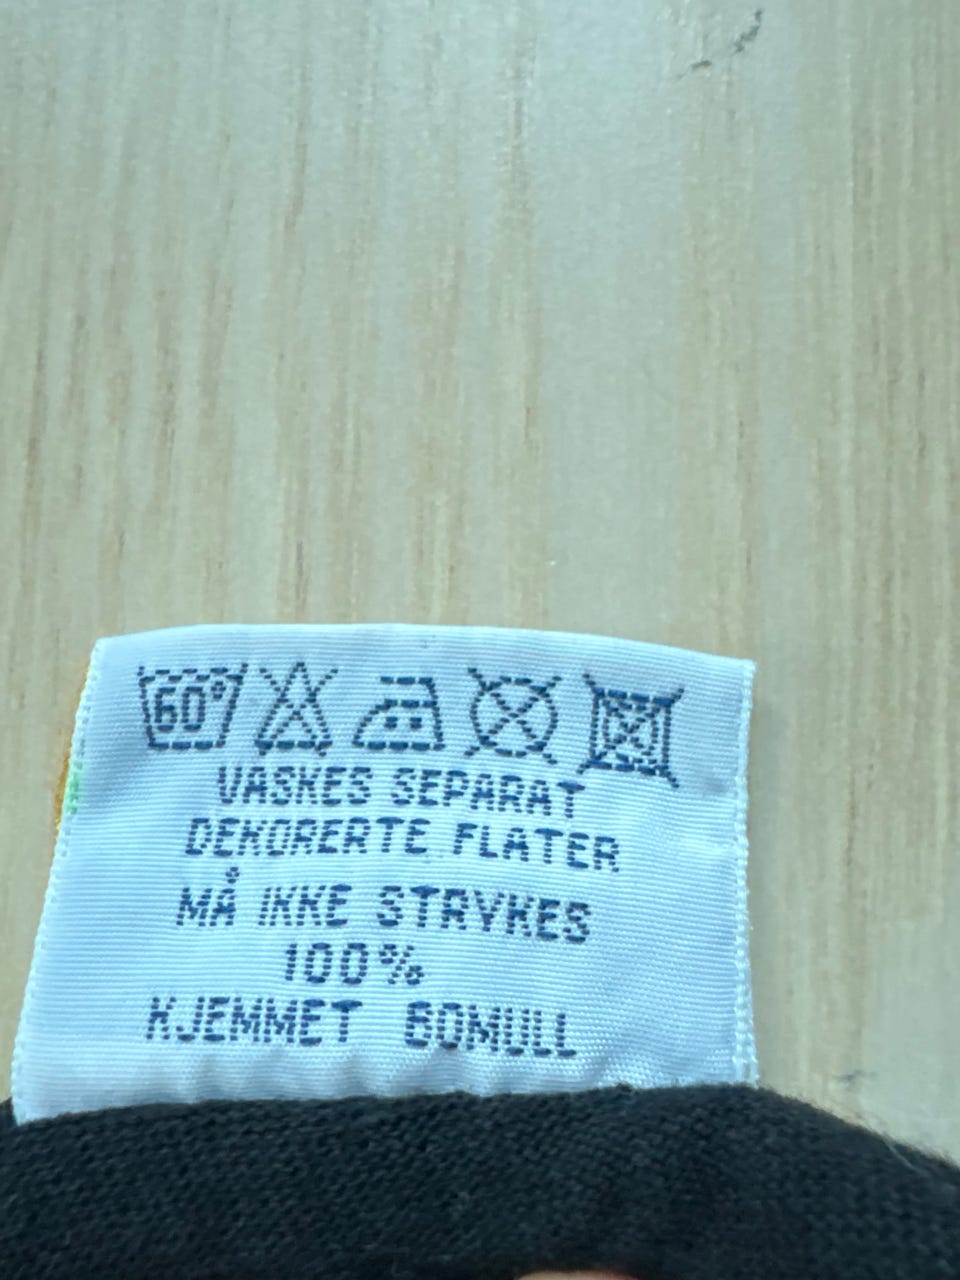 60°
VASKES SEPARAT
DEKORERTE FLATER
MÅ IKKE STRYKES
100%
KJEMMET BOMULL